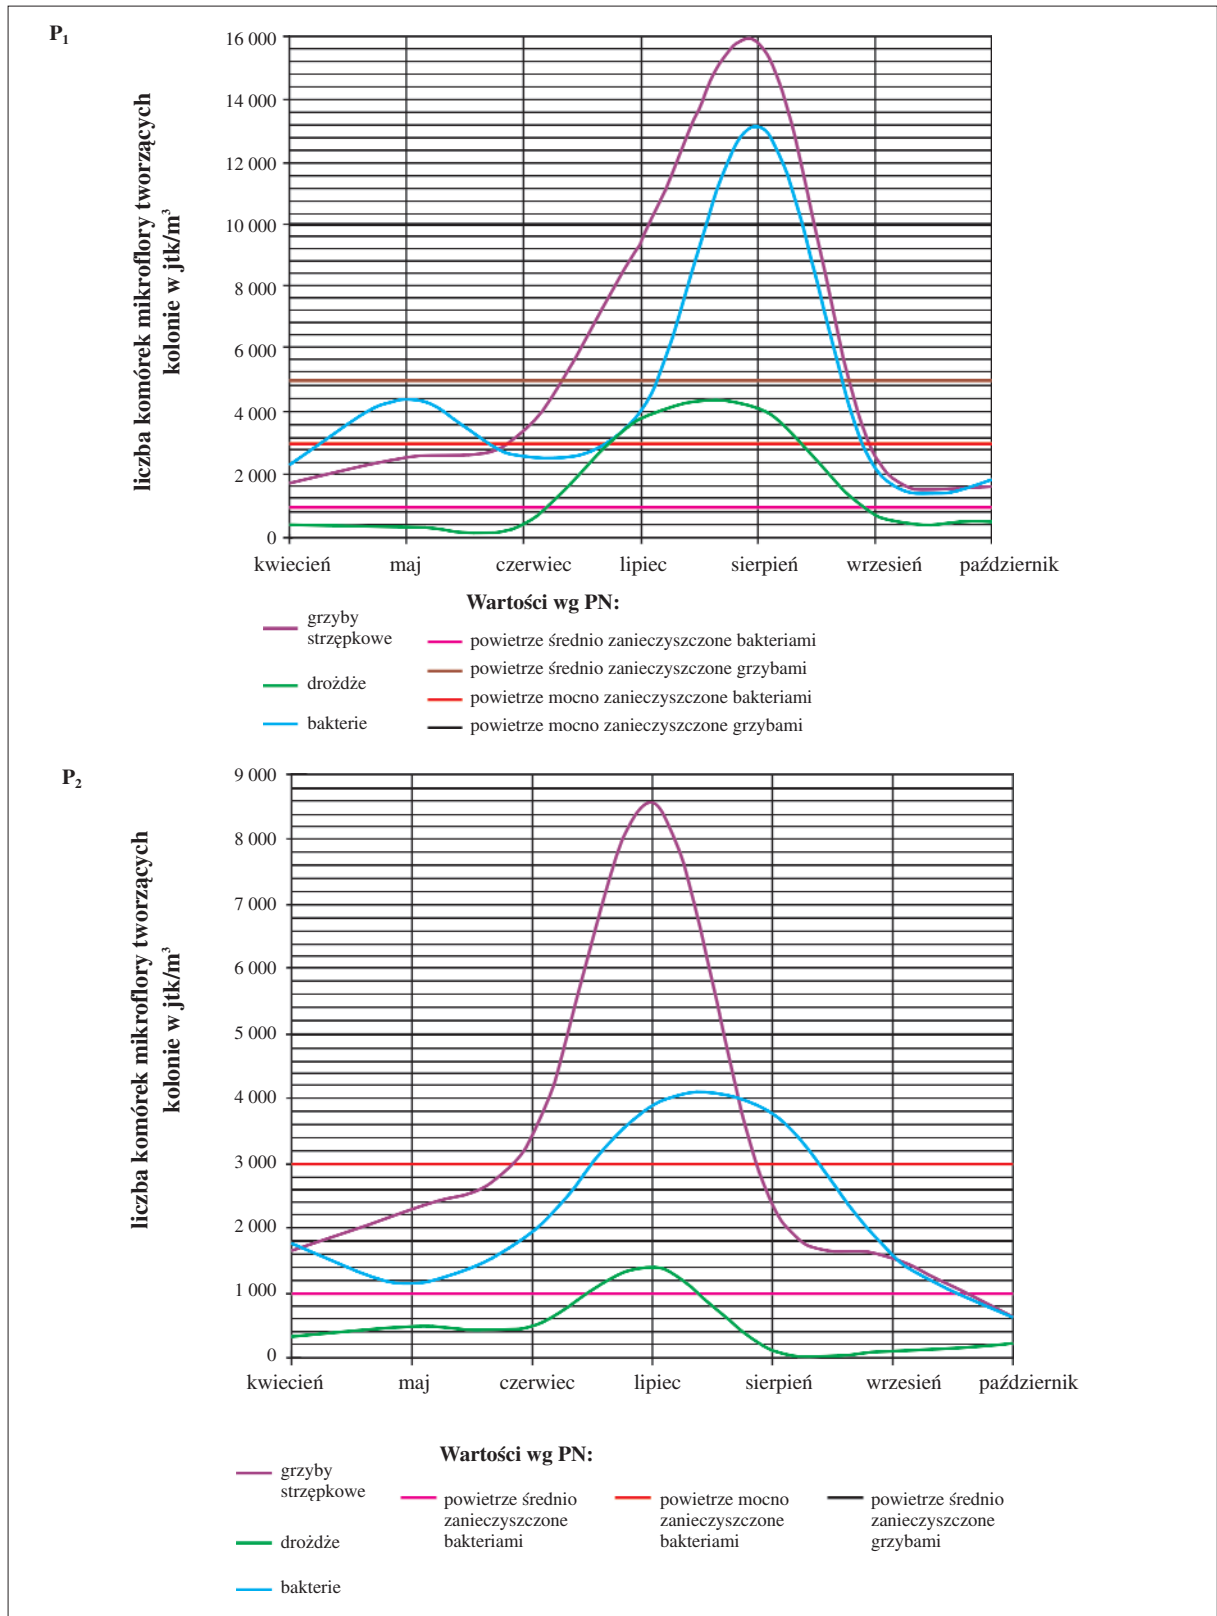 P₁
liczba komórek mikroflory tworzących
kolonie w jtk/m³
16 000
14 000
12 000
10 000
8 000
6 000
4 000
2 000
0
kwiecień maj czerwiec lipiec sierpień wrzesień październik
Wartości wg PN:
grzyby
strzępkowe
drożdże
bakterie
powietrze średnio zanieczyszczone bakteriami
powietrze średnio zanieczyszczone grzybami
powietrze mocno zanieczyszczone bakteriami
powietrze mocno zanieczyszczone grzybami
P₂
liczba komórek mikroflory tworzących
kolonie w jtk/m³
9 000
8 000
7 000
6 000
5 000
4 000
3 000
2 000
1 000
0
kwiecień maj czerwiec lipiec sierpień wrzesień październik
Wartości wg PN:
grzyby
strzępkowe
drożdże
bakterie
powietrze średnio
zanieczyszczone
bakteriami
powietrze mocno
zanieczyszczone
bakteriami
powietrze średnio
zanieczyszczone
grzybami